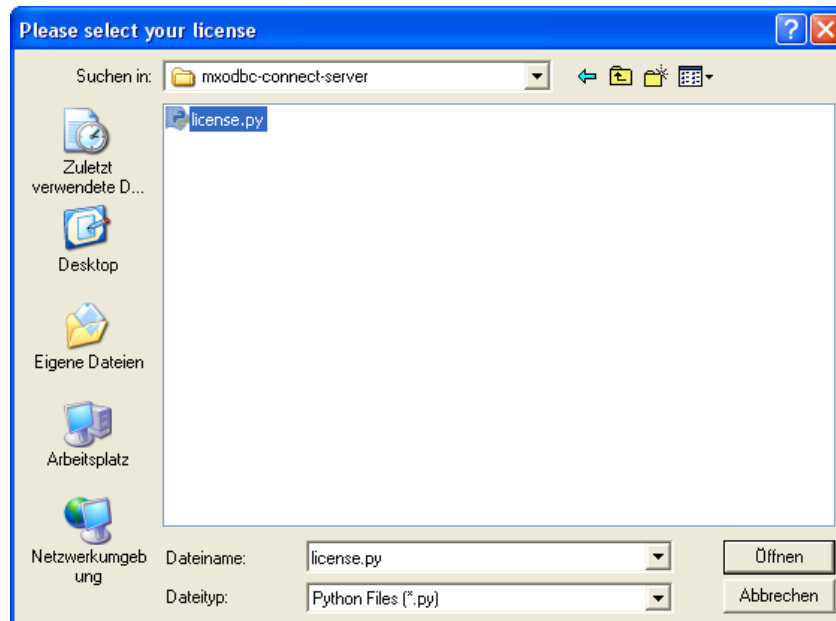 Please select your license
Suchen in: mxodbc-connect-server
license.py
Zuletzt
verwendete D...
Desktop
Eigene Dateien
Arbeitsplatz
Netzwerkumgeb
ung
Dateiname: license.py Öffnen
Dateityp: Python Files (*.py) Abbrechen